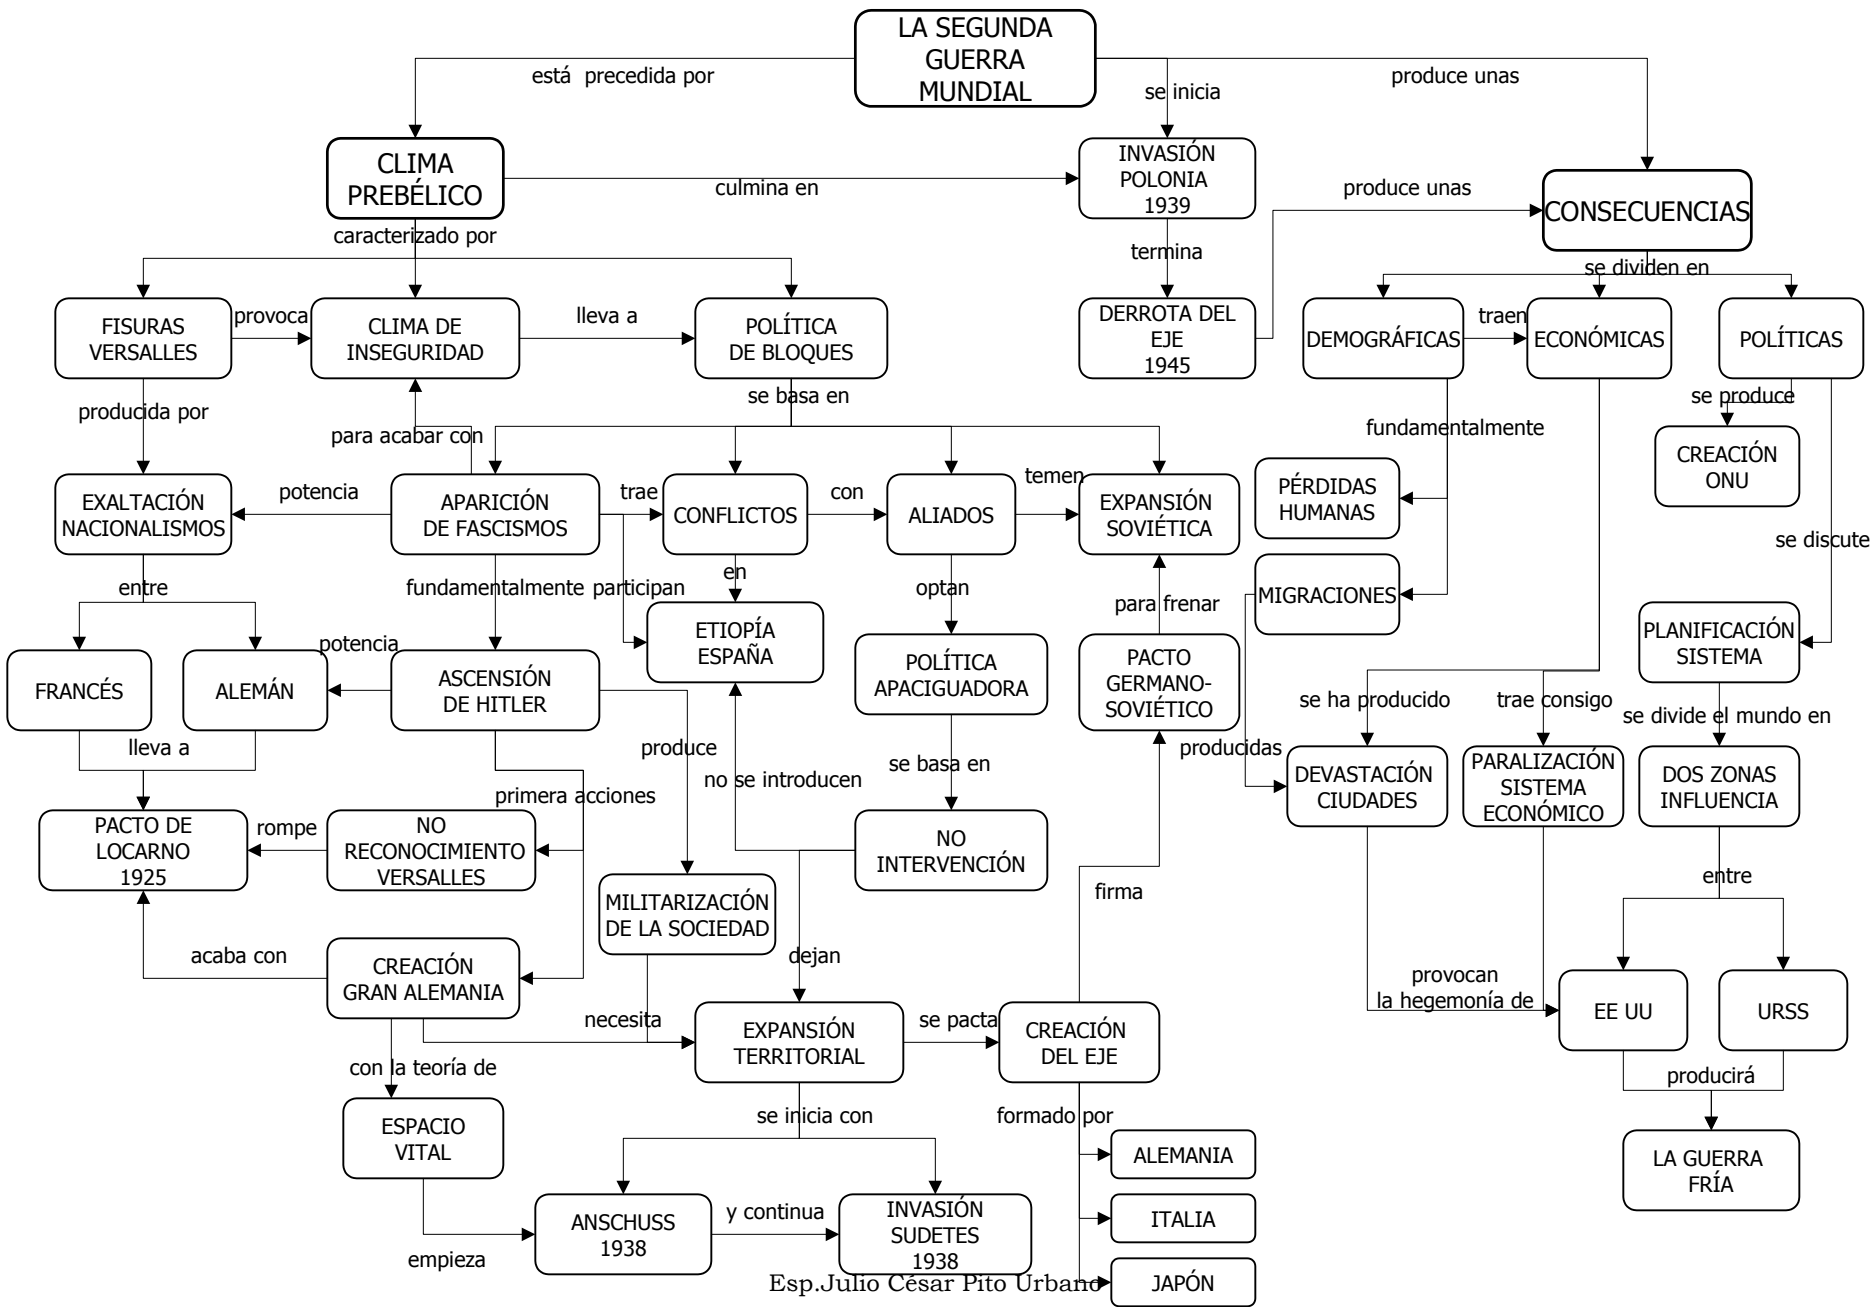 LA SEGUNDA
GUERRA
MUNDIAL
está precedida por
se inicia
produce unas
CLIMA
PREBÉLICO
culmina en
INVASIÓN
POLONIA
1939
produce unas
CONSECUENCIAS
caracterizado por
termina
se dividen en
FISURAS
VERSALLES
provoca
CLIMA DE
INSEGURIDAD
lleva a
POLÍTICA
DE BLOQUES
DERROTA DEL
EJE
1945
DEMOGRÁFICAS
traen
ECONÓMICAS
POLÍTICAS
producida por
para acabar con
se basa en
fundamentalmente
se produce
CREACIÓN
ONU
EXALTACIÓN
NACIONALISMOS
potencia
APARICIÓN
DE FASCISMOS
trae
CONFLICTOS
con
ALIADOS
temen
EXPANSIÓN
SOVIÉTICA
PÉRDIDAS
HUMANAS
se discute
entre
fundamentalmente
participan
en
optan
para frenar
MIGRACIONES
ETIOPÍA
ESPAÑA
PLANIFICACIÓN
SISTEMA
FRANCÉS
ALEMÁN
potencia
ASCENSIÓN
DE HITLER
POLÍTICA
APACIGUADORA
PACTO
GERMANO-
SOVIÉTICO
se ha producido
trae consigo
se divide el mundo en
lleva a
produce
no se introducen
se basa en
producidas
DEVASTACIÓN
CIUDADES
PARALIZACIÓN
SISTEMA
ECONÓMICO
DOS ZONAS
INFLUENCIA
primera acciones
PACTO DE
LOCARNO
1925
rompe
NO
RECONOCIMIENTO
VERSALLES
NO
INTERVENCIÓN
firma
entre
MILITARIZACIÓN
DE LA SOCIEDAD
acaba con
CREACIÓN
GRAN ALEMANIA
dejan
provocan
la hegemonía de
EE UU
URSS
necesita
EXPANSIÓN
TERRITORIAL
se pacta
CREACIÓN
DEL EJE
con la teoría de
producirá
ESPACIO
VITAL
se inicia con
formado por
ALEMANIA
LA GUERRA
FRÍA
empieza
ANSCHUSS
1938
y continua
INVASIÓN
SUDETES
1938
ITALIA
JAPÓN
Esp.Julio César Pito Urbano